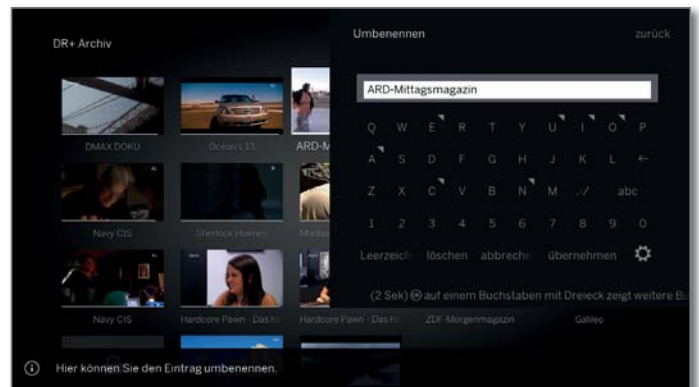 DR+ Archiv
Umbenennen
zurück
ARD-Mittagsmagazin
Q W E R T Y U I O P
A S D F G H J K L ←
Z X C V B N M .-/ abc
1 2 3 4 5 6 7 8 9 0
Leerzeich löschen abbreche übernehmen
(2 Sek) OK auf einem Buchstaben mit Dreieck zeigt weitere Bu
DMAX DOKU
Ocean's 13
ARD-M
Navy CIS
Sherlock Holmes
Navy CIS
Hardcore Pawn - Das ha
Hardcore Pawn - Das ha
ZDF-Morgenmagazin
Galileo
Hier können Sie den Eintrag umbenennen.